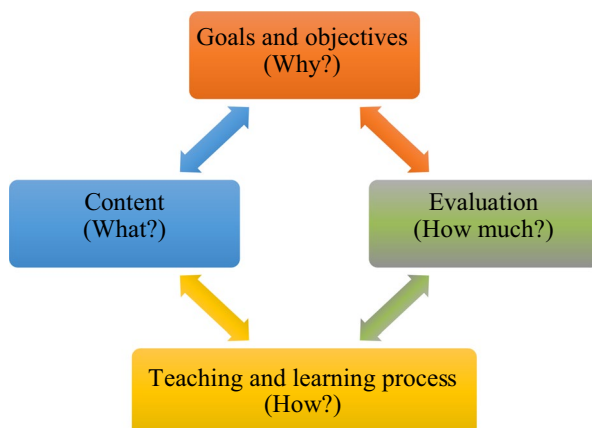 Goals and objectives
(Why?)
Content
(What?)
Evaluation
(How much?)
Teaching and learning process
(How?)